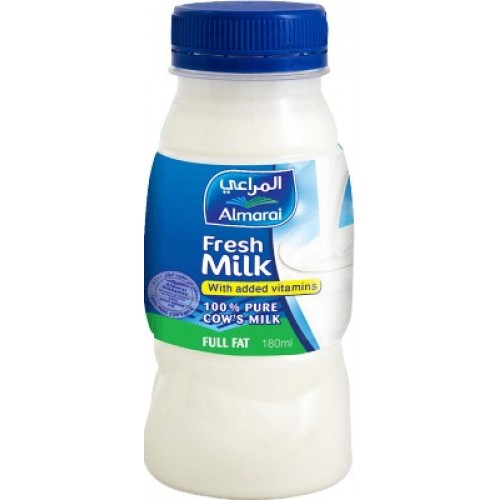 المراعي
Almarai
Fresh
Milk
With added vitamins
100% PURE
COW'S MILK
FULL FAT 180ml